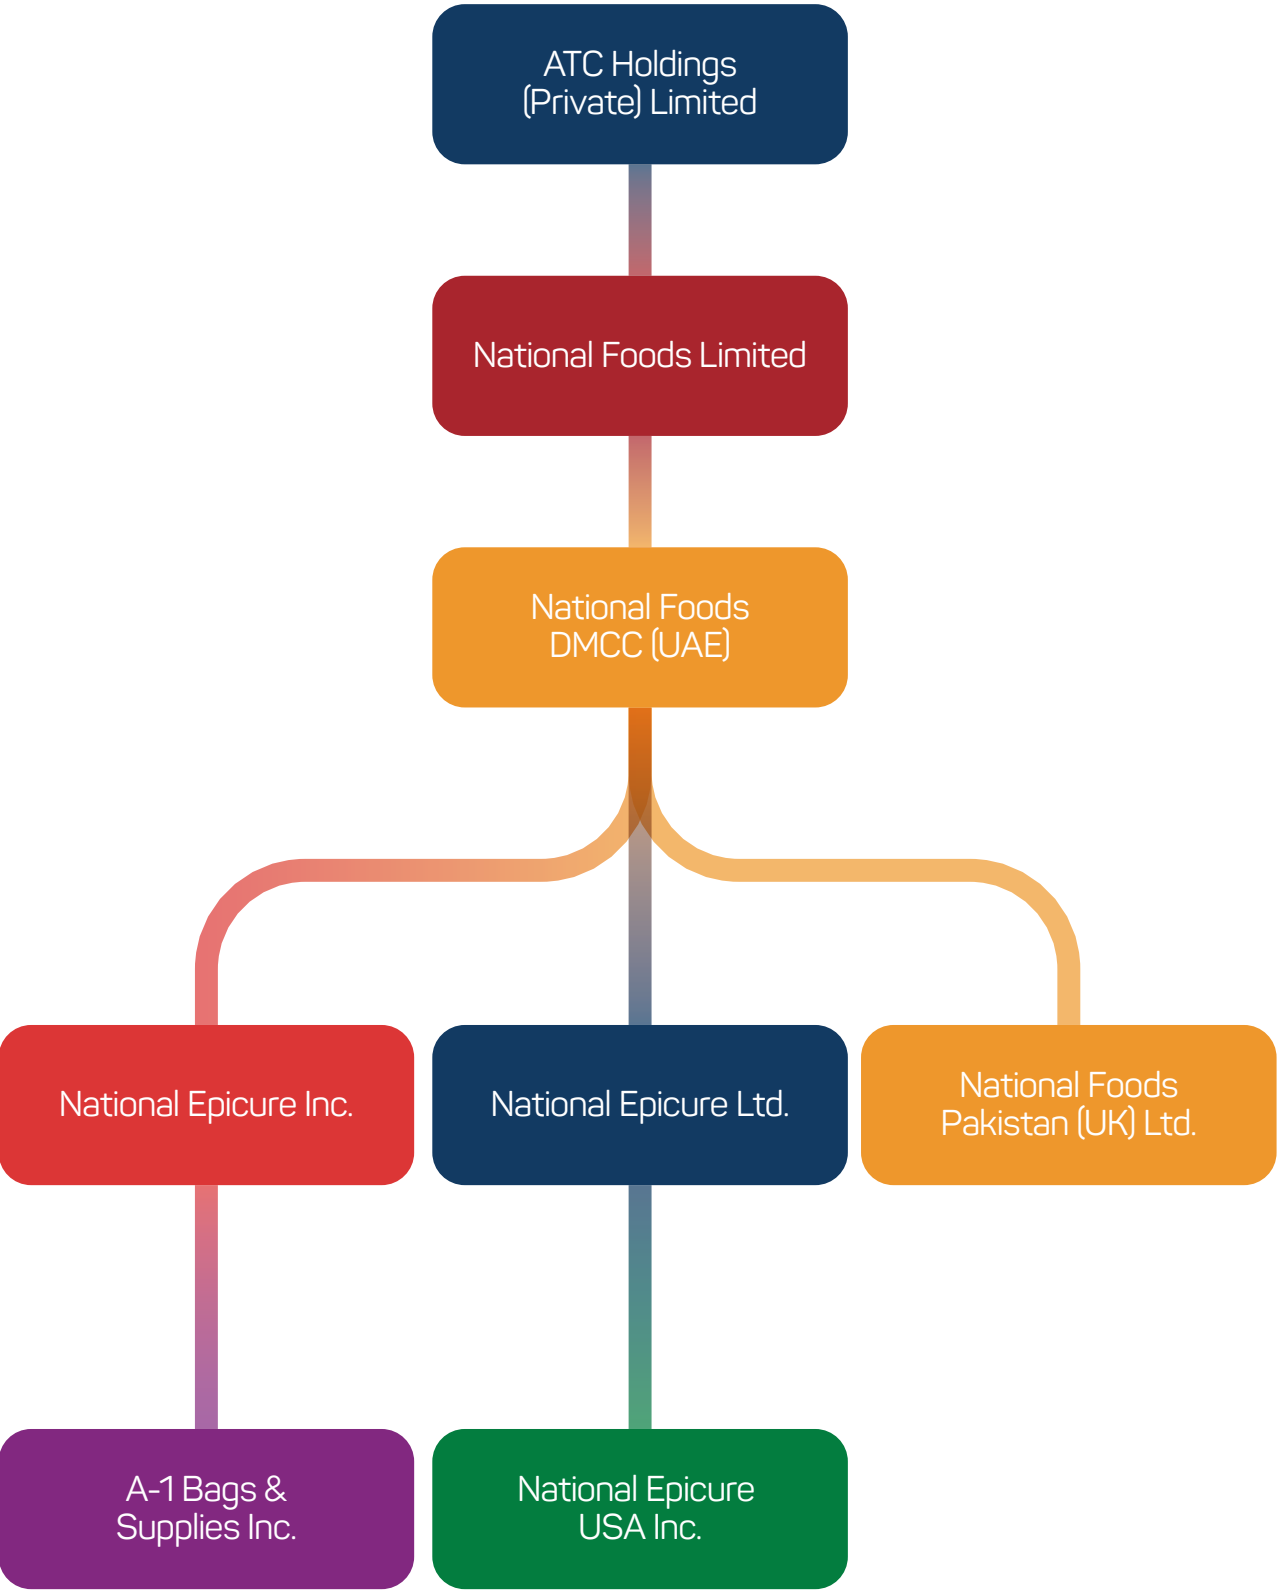 ATC Holdings
(Private) Limited
National Foods Limited
National Foods
DMCC (UAE)
National Epicure Inc.
National Epicure Ltd.
National Foods
Pakistan (UK) Ltd.
A-1 Bags &
Supplies Inc.
National Epicure
USA Inc.